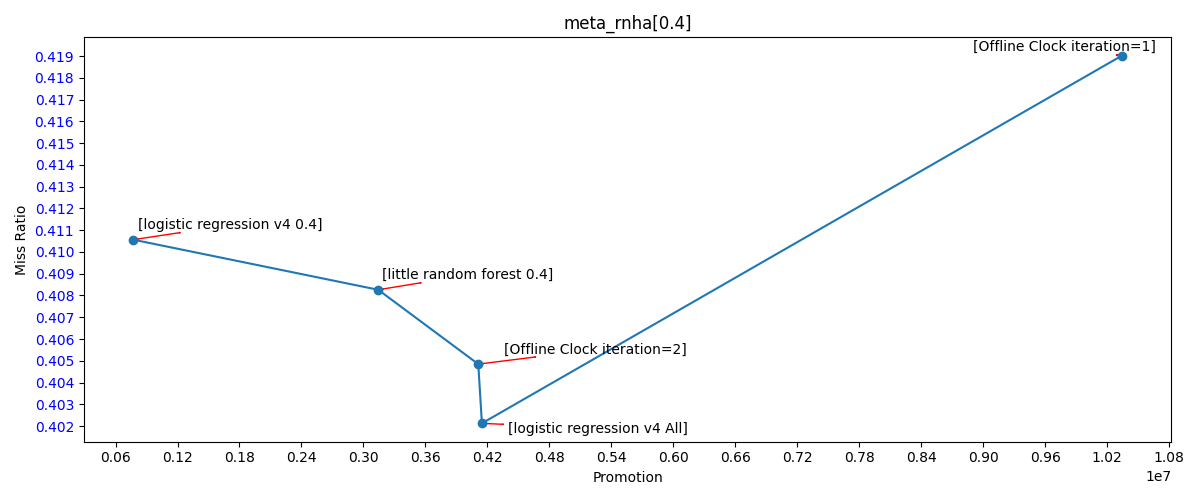 meta_rnha[0.4]
Miss Ratio
0.419
0.418
0.417
0.416
0.415
0.414
0.413
0.412
0.411
0.410
0.409
0.408
0.407
0.406
0.405
0.404
0.403
0.402
[Offline Clock iteration=1]
[logistic regression v4 0.4]
[little random forest 0.4]
[Offline Clock iteration=2]
[logistic regression v4 All]
0.06 0.12 0.18 0.24 0.30 0.36 0.42 0.48 0.54 0.60 0.66 0.72 0.78 0.84 0.90 0.96 1.02 1.08
1e7
Promotion